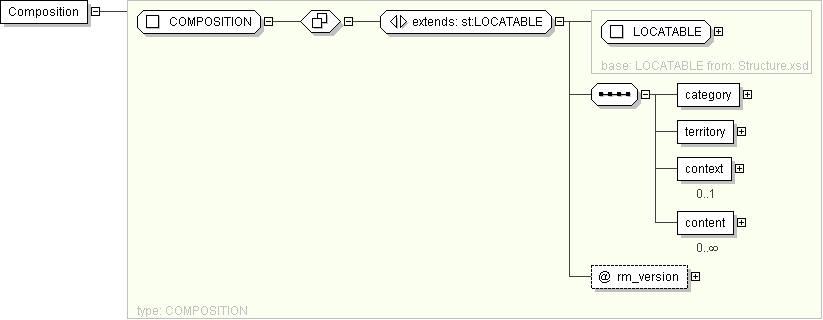 Composition
COMPOSITION
extends: st:LOCATABLE
LOCATABLE
base: LOCATABLE from: Structure.xsd
category
territory
context
0..1
content
0..∞
@ rm_version
type: COMPOSITION